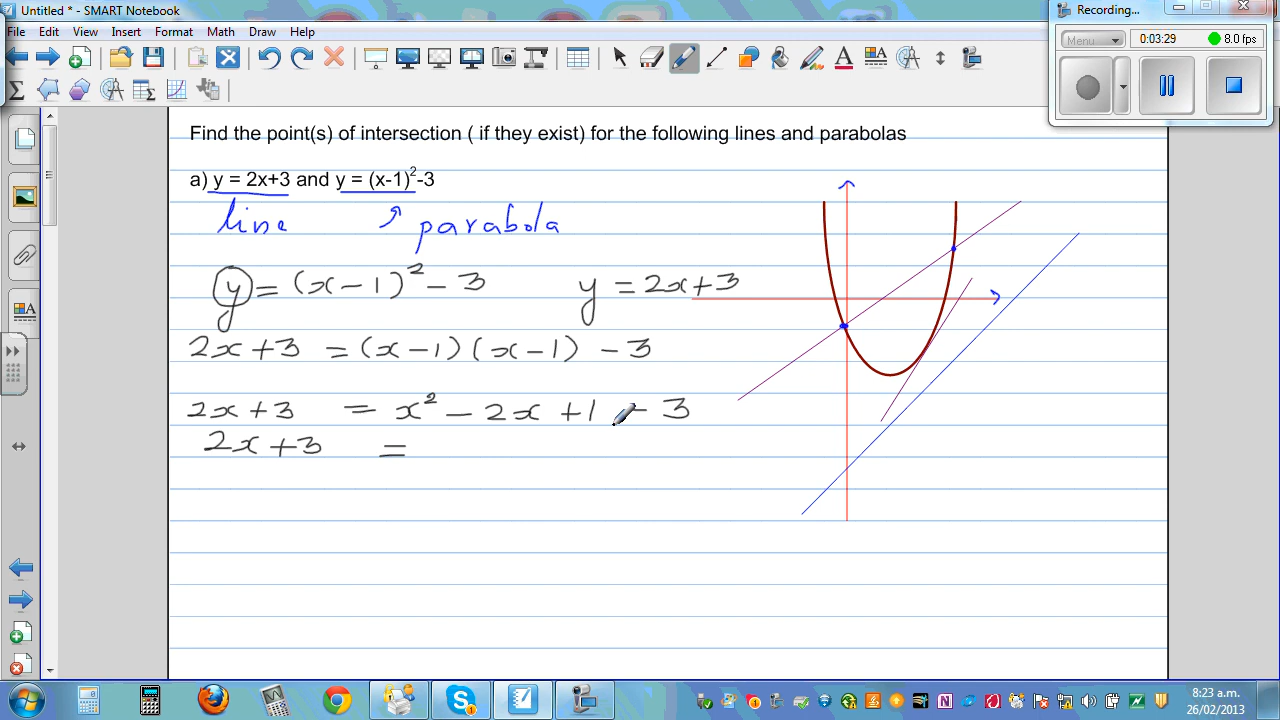 Untitled * - SMART Notebook
File Edit View Insert Format Math Draw Help
Recording...
Menu 0:03:29 8.0 fps
Find the point(s) of intersection ( if they exist) for the following lines and parabolas
a) y = 2x+3 and y = (x-1)²-3
line parabola
y = (x-1)² - 3 y = 2x+3
2x+3 = (x-1)(x-1) - 3
2x+3 = x² - 2x + 1 - 3
2x+3 =
8:23 a.m.
26/02/2013